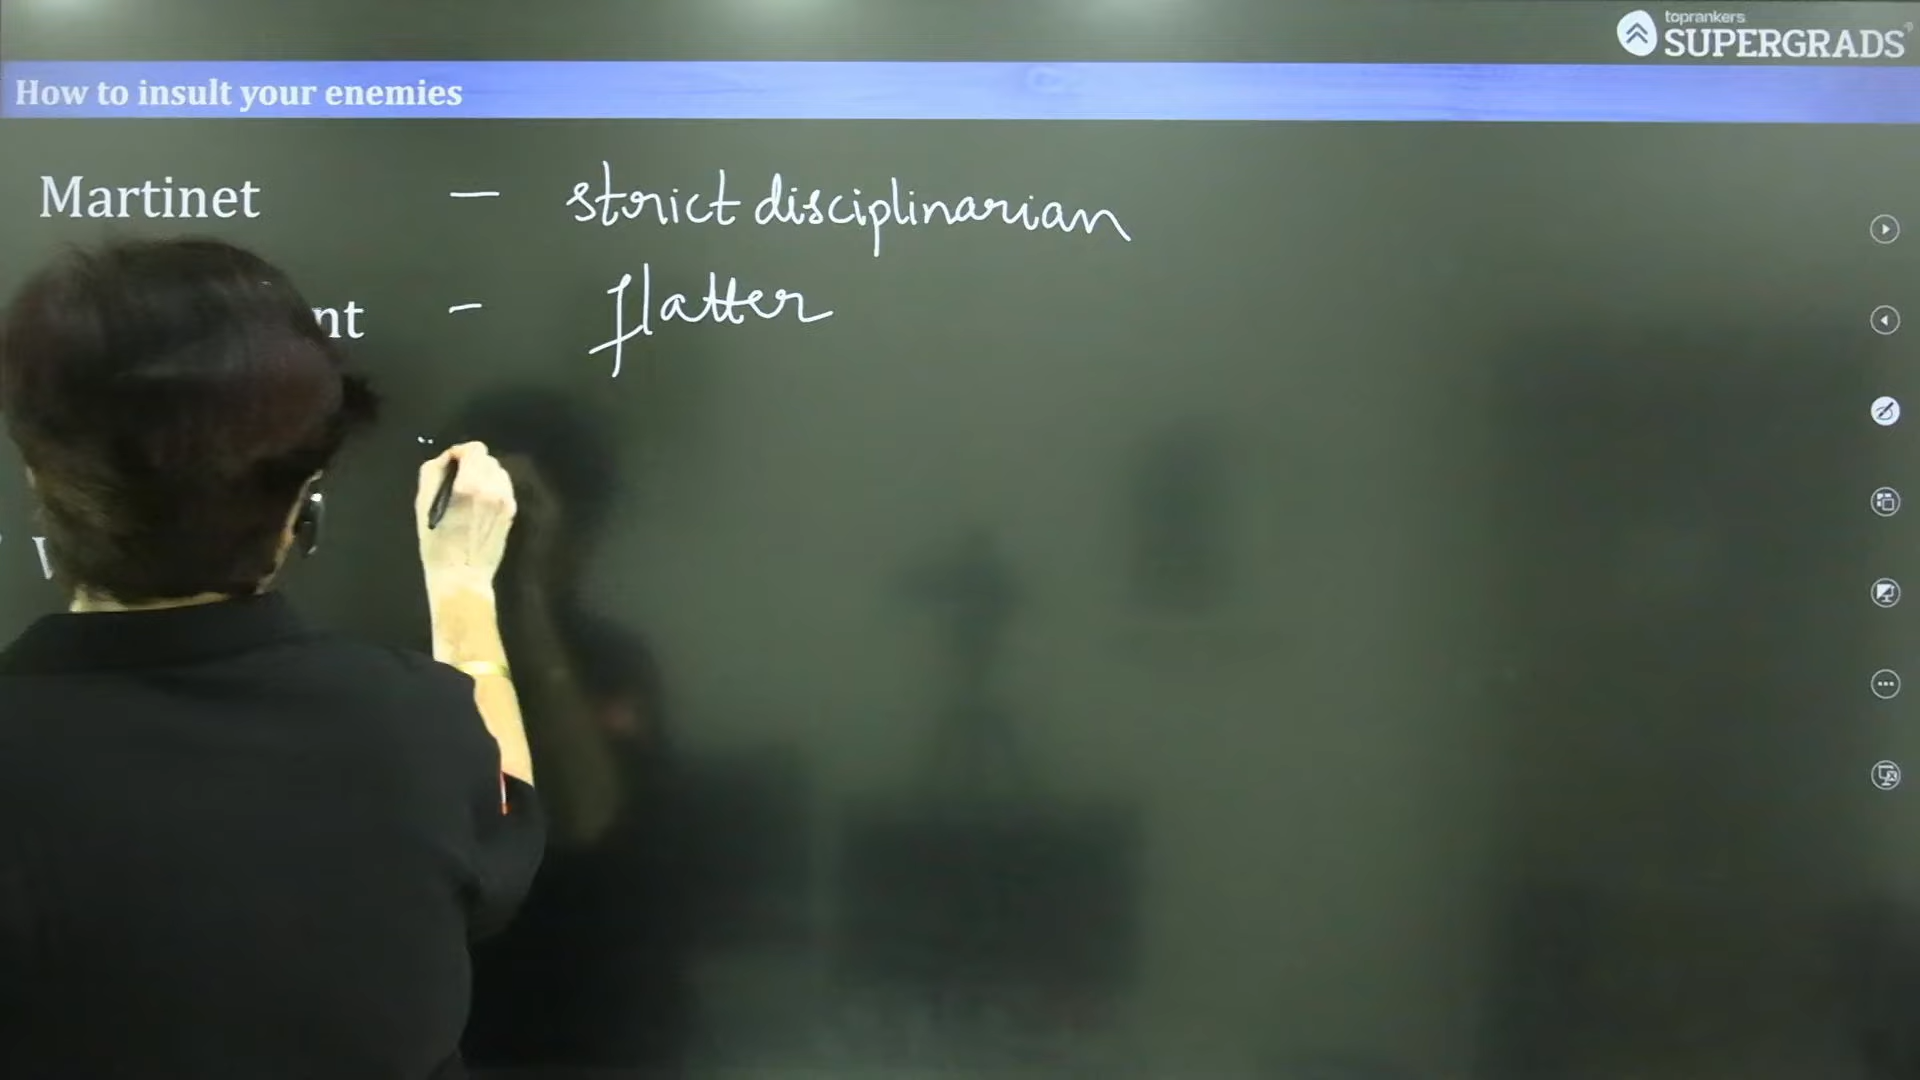 toprankers
SUPERGRADS
How to insult your enemies
Martinet — strict disciplinarian
nt - flatter